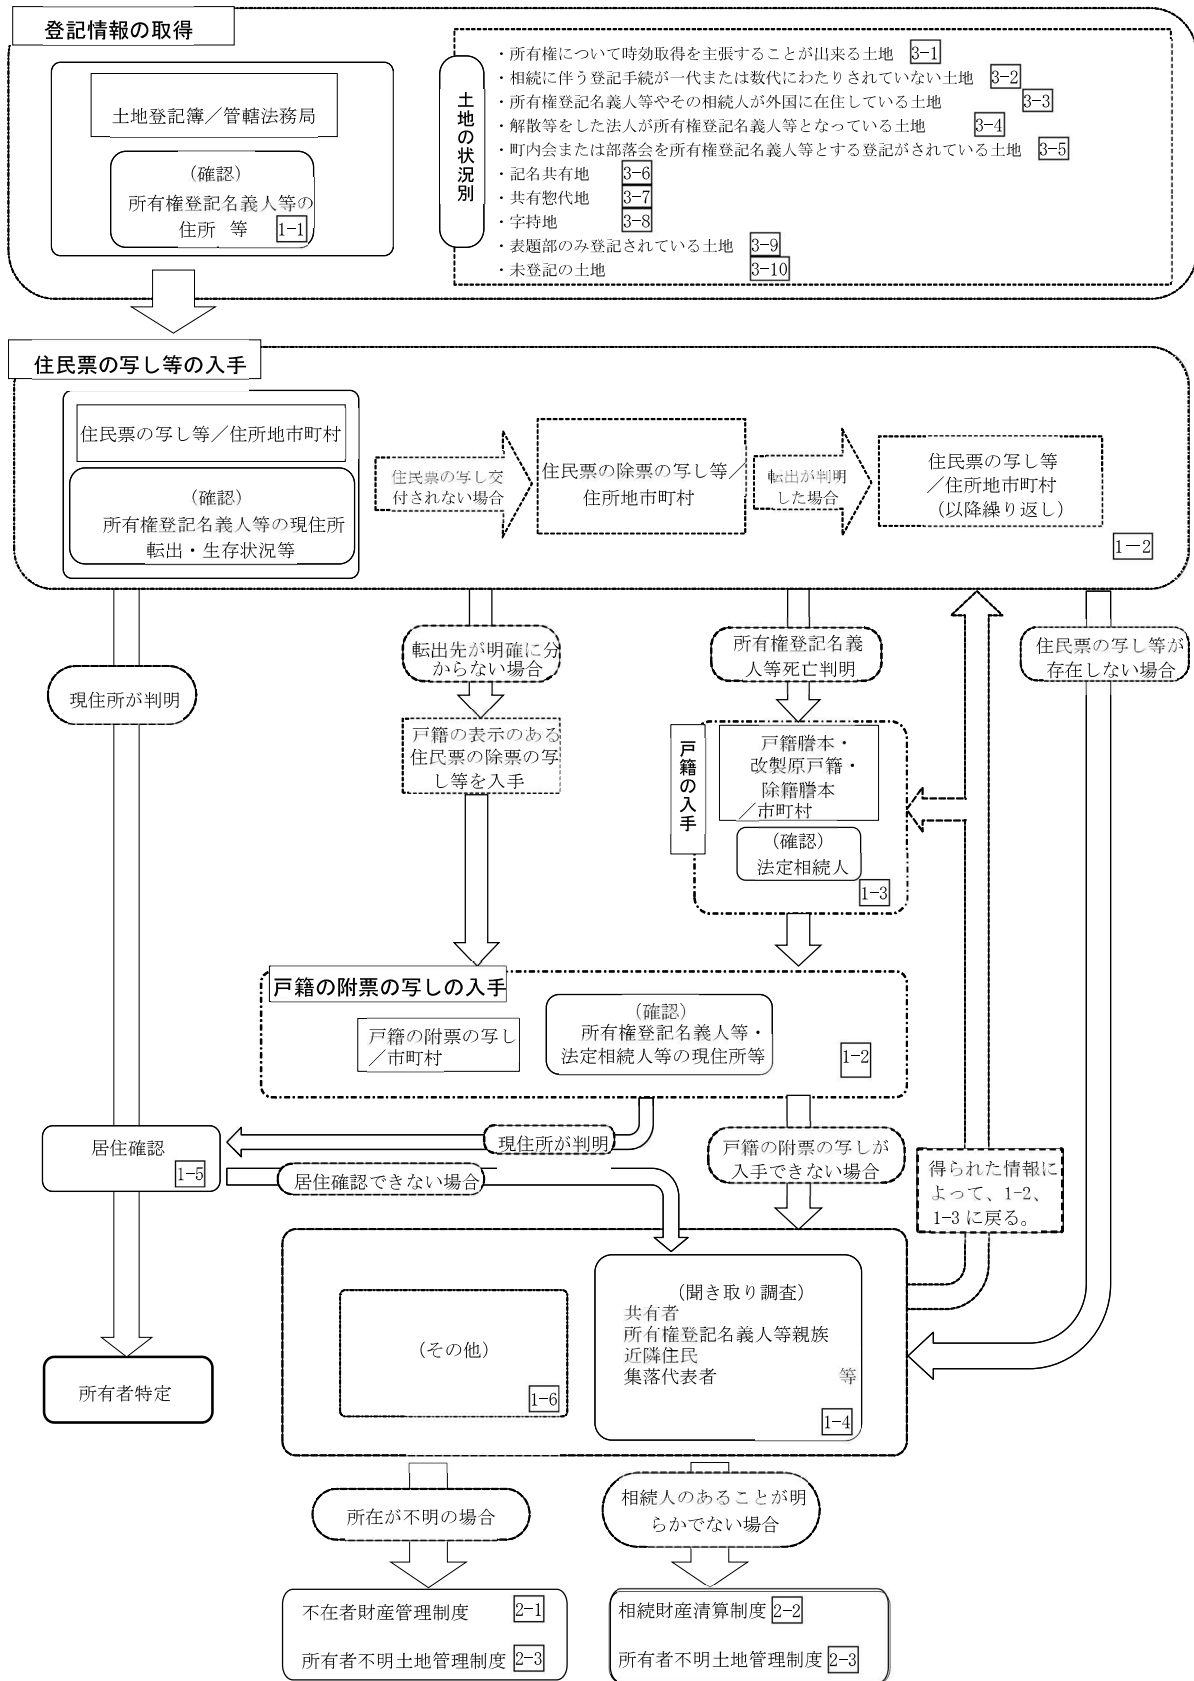 登記情報の取得
土地登記簿／管轄法務局
（確認）
所有権登記名義人等の
住所　等　1-1
土地の状況別
・所有権について時効取得を主張することが出来る土地　3-1
・相続に伴う登記手続が一代または数代にわたりされていない土地　3-2
・所有権登記名義人等やその相続人が外国に在住している土地　3-3
・解散等をした法人が所有権登記名義人等となっている土地　3-4
・町内会または部落会を所有権登記名義人等とする登記がされている土地　3-5
・記名共有地　3-6
・共有惣代地　3-7
・字持地　3-8
・表題部のみ登記されている土地　3-9
・未登記の土地　3-10
住民票の写し等の入手
住民票の写し等／住所地市町村
（確認）
所有権登記名義人等の現住所
転出・生存状況等
住民票の写し交
付されない場合
住民票の除票の写し等／
住所地市町村
転出が判明
した場合
住民票の写し等
／住所地市町村
（以降繰り返し）
1－2
現住所が判明
転出先が明確に分
からない場合
所有権登記名義
人等死亡判明
住民票の写し等が
存在しない場合
戸籍の表示のある
住民票の除票の写
し等を入手
戸籍の入手
戸籍謄本・
改製原戸籍・
除籍謄本
／市町村
（確認）
法定相続人
1-3
戸籍の附票の写しの入手
戸籍の附票の写し
／市町村
（確認）
所有権登記名義人等・
法定相続人等の現住所等
1-2
居住確認
1-5
現住所が判明
戸籍の附票の写しが
入手できない場合
居住確認できない場合
得られた情報に
よって、1-2、
1-3 に戻る。
（その他）
1-6
（聞き取り調査）
共有者
所有権登記名義人等親族
近隣住民
集落代表者　等
1-4
所有者特定
所在が不明の場合
相続人のあることが明
らかでない場合
不在者財産管理制度　2-1
所有者不明土地管理制度　2-3
相続財産清算制度　2-2
所有者不明土地管理制度　2-3